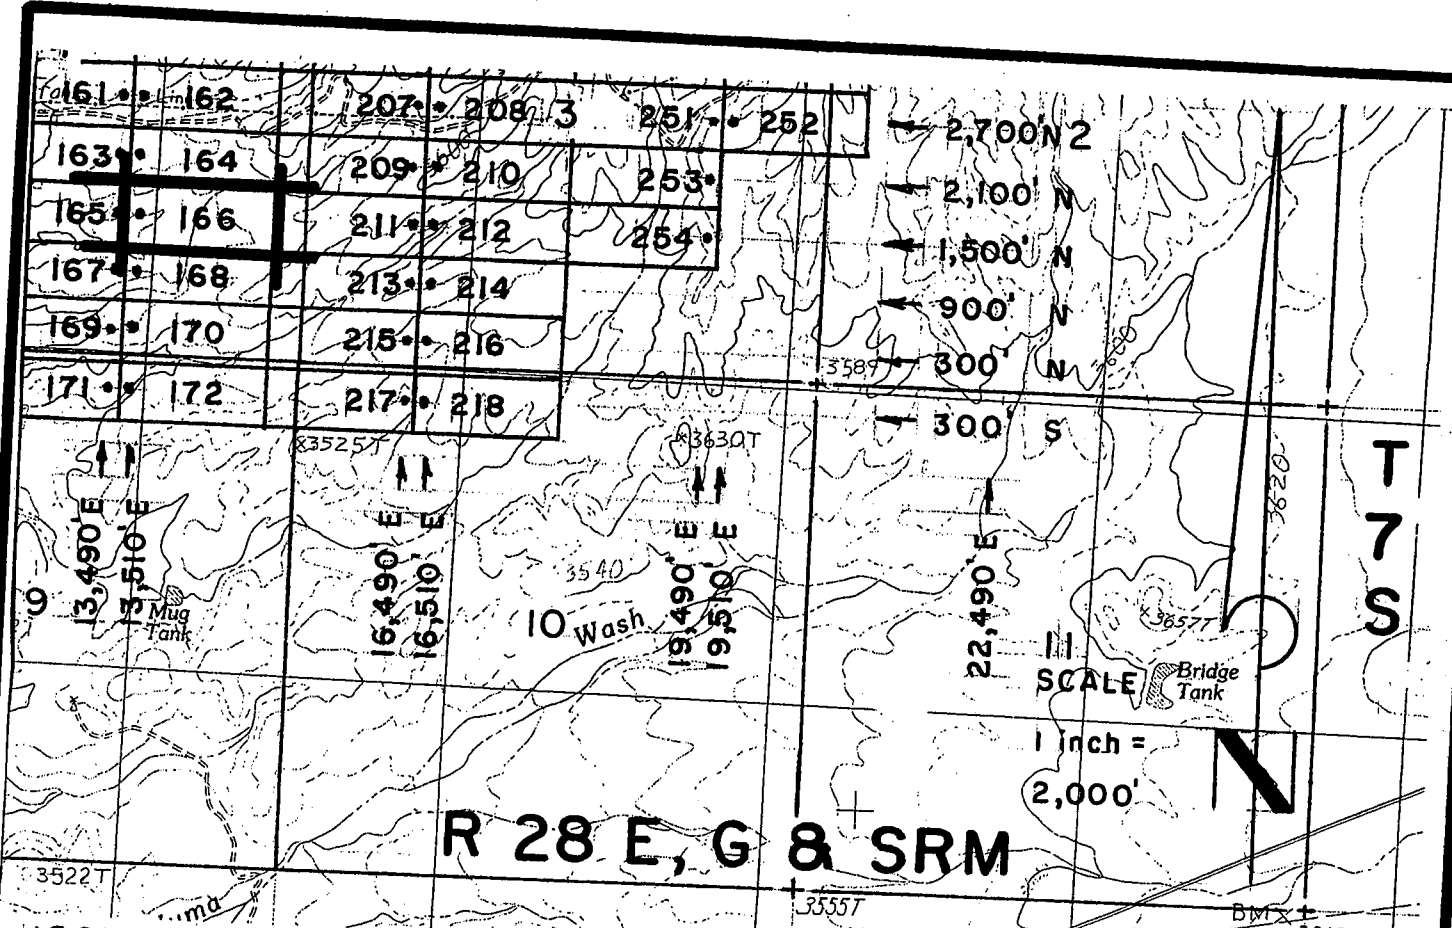 161 162 207 208 3 251 252 2,700' N 2
163 164 209 210 253 2,100' N
165 166 211 212 254 1,500' N
167 168 213 214 900' N
169 170 215 216 3589 300' N
171 172 217 218 300' S
3525T 3630T
T
7
S
3620
13,490' E
13,510' E
16,490' E
16,510' E
19,490' E
19,510' E
22,490' E
9
Mug
Tank
3540
10 Wash
3657T
11
SCALE
Bridge
Tank
1 inch =
2,000'
N
R 28 E, G & SRM
3522T
3555T
BM